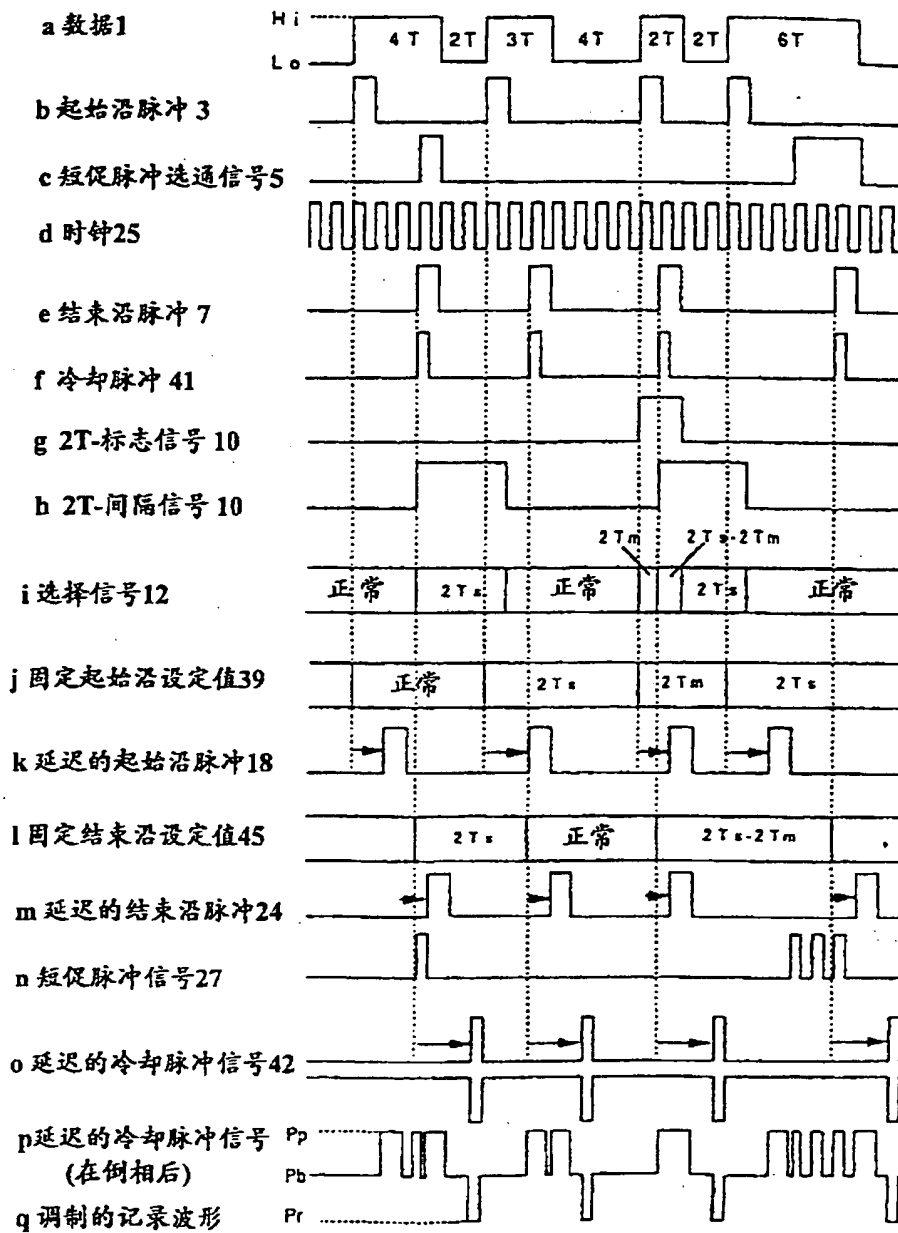 a 数据1
Hi
Lo
4T 2T 3T 4T 2T 2T 6T
b 起始沿脉冲 3
c 短促脉冲选通信号5
d 时钟25
e 结束沿脉冲 7
f 冷却脉冲 41
g 2T-标志信号 10
h 2T-间隔信号 10
2Tm 2Ts-2Tm
i 选择信号12
正常 2Ts 正常 2Ts 正常
j 固定起始沿设定值39
正常 2Ts 2Tm 2Ts
k 延迟的起始沿脉冲18
l 固定结束沿设定值45
2Ts 正常 2Ts-2Tm
m 延迟的结束沿脉冲24
n 短促脉冲信号27
o 延迟的冷却脉冲信号42
p延迟的冷却脉冲信号 Pp
(在倒相后) Pb
q 调制的记录波形 Pr